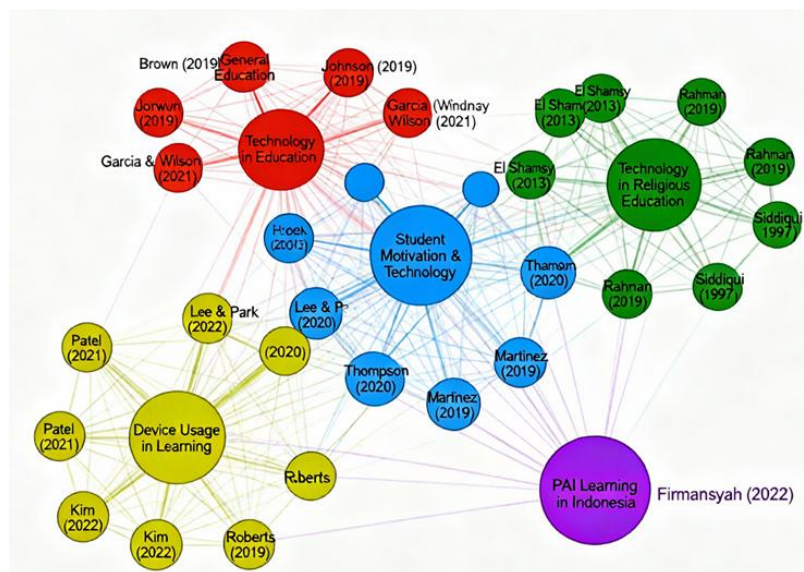 Brown (2019)
General
Education
Johnson (2019)
(2019)
Jorwun
(2019)
Garcia (Windnay
Wilson (2021)
Technology
in Education
Garcia & Wilson
(2021)
El Shamsy
(2013)
El Sham
(2013)
Rahman
(2019)
El Shamsy
(2013)
Technology
in Religious
Education
Rahman
(2019)
Siddiqui
1997)
Siddiqui
(1997)
Rahman
(2019)
Student
Motivation &
Technology
Thamom
(2020)
Lee & P
(2020)
Thompson
(2020)
Martinez
(2019)
Martinez
(2019)
Lee & Park
(2022)
(2020)
Patel
(2021)
Device Usage
in Learning
Patel
(2021)
Kim
(2022)
Kim
(2022)
Roberts
(2019)
R.berts
PAI Learning
in Indonesia
Firmansyah (2022)